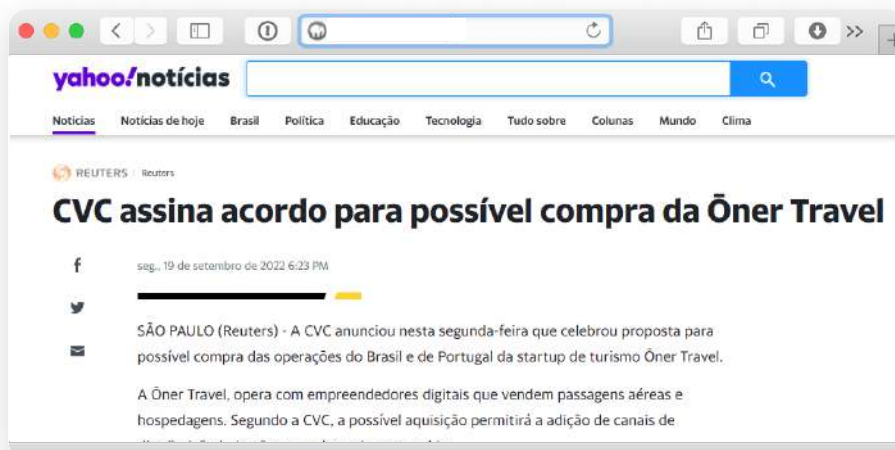 yahoo!notícias
Notícias Notícias de hoje Brasil Política Educação Tecnologia Tudo sobre Colunas Mundo Clima
REUTERS Reuters
CVC assina acordo para possível compra da Ōner Travel
seg., 19 de setembro de 2022 6:23 PM
SÃO PAULO (Reuters) - A CVC anunciou nesta segunda-feira que celebrou proposta para
possível compra das operações do Brasil e de Portugal da startup de turismo Ōner Travel.
A Ōner Travel, opera com empreendedores digitais que vendem passagens aéreas e
hospedagens. Segundo a CVC, a possível aquisição permitirá a adição de canais de